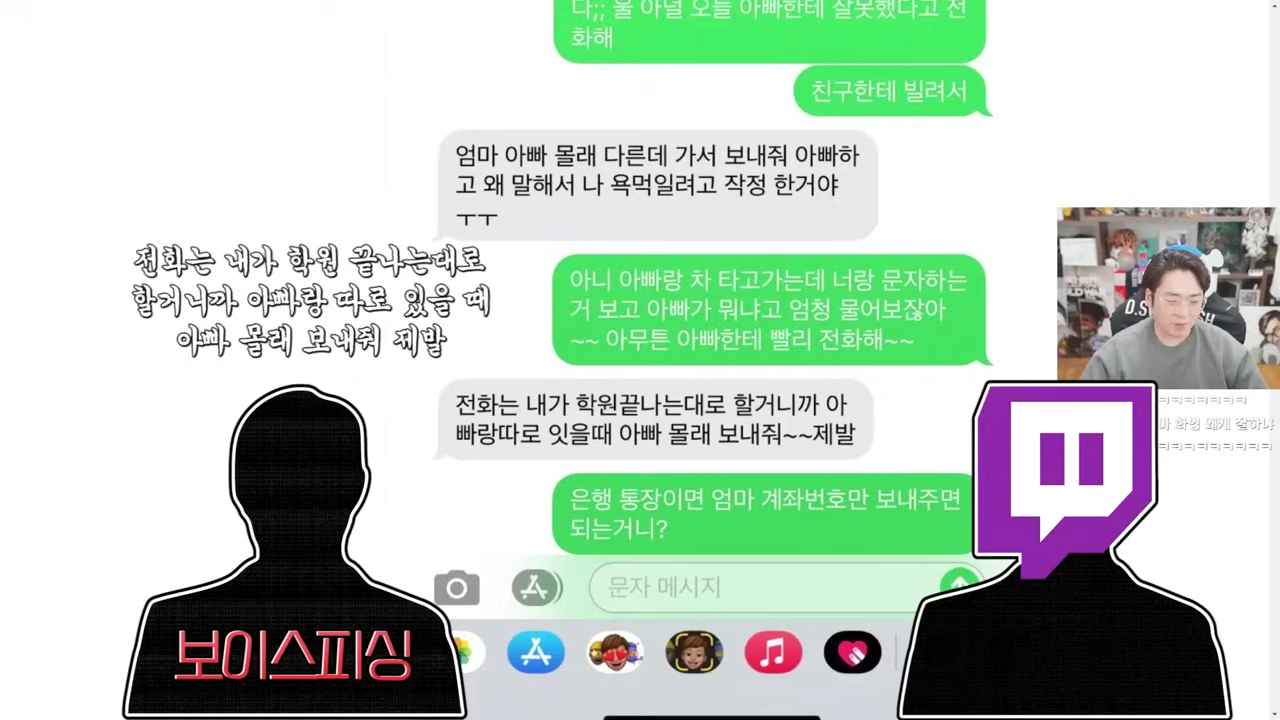 다;; 울 아덜 오늘 아빠한테 잘못했다고 전
화해
친구한테 빌려서
엄마 아빠 몰래 다른데 가서 보내줘 아빠하
고 왜 말해서 나 욕먹일려고 작정 한거야
ㅜㅜ
전화는 내가 학원 끝나는대로
할거니까 아빠랑 따로 있을 때
아빠 몰래 보내줘 제발
아니 아빠랑 차 타고가는데 너랑 문자하는
거 보고 아빠가 뭐냐고 엄청 물어보잖아
~~ 아무튼 아빠한테 빨리 전화해~~
전화는 내가 학원끝나는대로 할거니까 아
빠랑따로 잇을때 아빠 몰래 보내줘~~제발
ㅋㅋㅋㅋㅋㅋㅋ
ㅋㅋㅋㅋㅋㅋㅋㅋㅋ
은행 통장이면 엄마 계좌번호만 보내주면
되는거니?
문자 메시지
보이스피싱